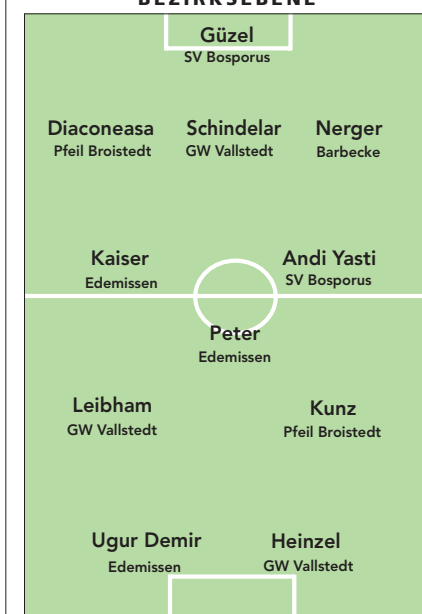 BEZIRKSEBENE
Güzel
SV Bosporus
Diaconeasa Schindelar Nerger
Pfeil Broistedt GW Vallstedt Barbecke
Kaiser Andi Yasti
Edemissen SV Bosporus
Peter
Edemissen
Leibham Kunz
GW Vallstedt Pfeil Broistedt
Ugur Demir Heinzel
Edemissen GW Vallstedt